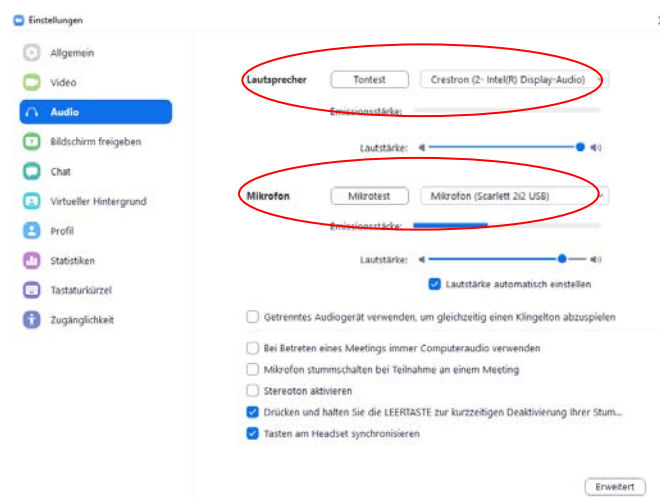 Einstellungen
Allgemein
Video
Audio
Bildschirm freigeben
Chat
Virtueller Hintergrund
Profil
Statistiken
Tastaturkürzel
Zugänglichkeit
Lautsprecher Tontest Crestron (2- Intel(R) Display-Audio)
Emissionsstärke:
Lautstärke:
Mikrofon Mikrotest Mikrofon (Scarlett 2i2 USB)
Emissionsstärke:
Lautstärke:
Lautstärke automatisch einstellen
Getrenntes Audiogerät verwenden, um gleichzeitig einen Klingelton abzuspielen
Bei Betreten eines Meetings immer Computeraudio verwenden
Mikrofon stummschalten bei Teilnahme an einem Meeting
Stereoton aktivieren
Drücken und halten Sie die LEERTASTE zur kurzzeitigen Deaktivierung Ihrer Stum...
Tasten am Headset synchronisieren
Erweitert